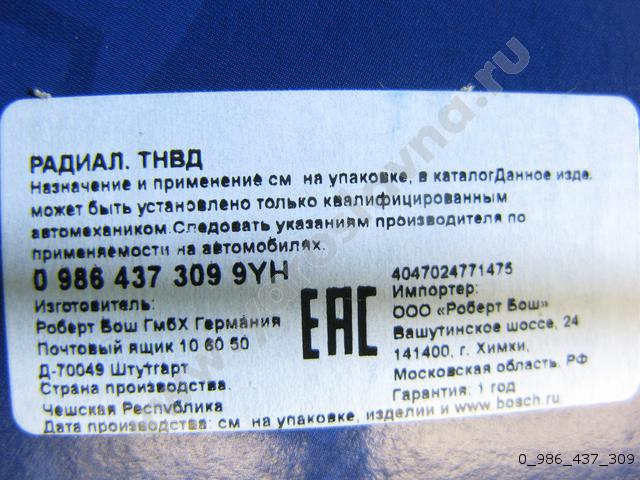 РАДИАЛ. ТНВД
Назначение и применение см на упаковке, в каталогДанное изде.
может быть установлено только квалифицированным
автомехаником.Следовать указаниям производителя по
применяемости на автомобилях.
0 986 437 309 9YH
Изготовитель:
Роберт Бош ГмбХ Германия
Почтовый ящик 10 60 50
Д-70049 Штутгарт
Страна производства.
Чешская Республика
Дата производства: см на упаковке, изделии и www.bosch.ru
EAC
4047024771475
Импортер:
ООО «Роберт Бош»
Вашутинское шоссе, 24
141400, г. Химки,
Московская область. РФ
Гарантия: 1 год
0_986_437_309